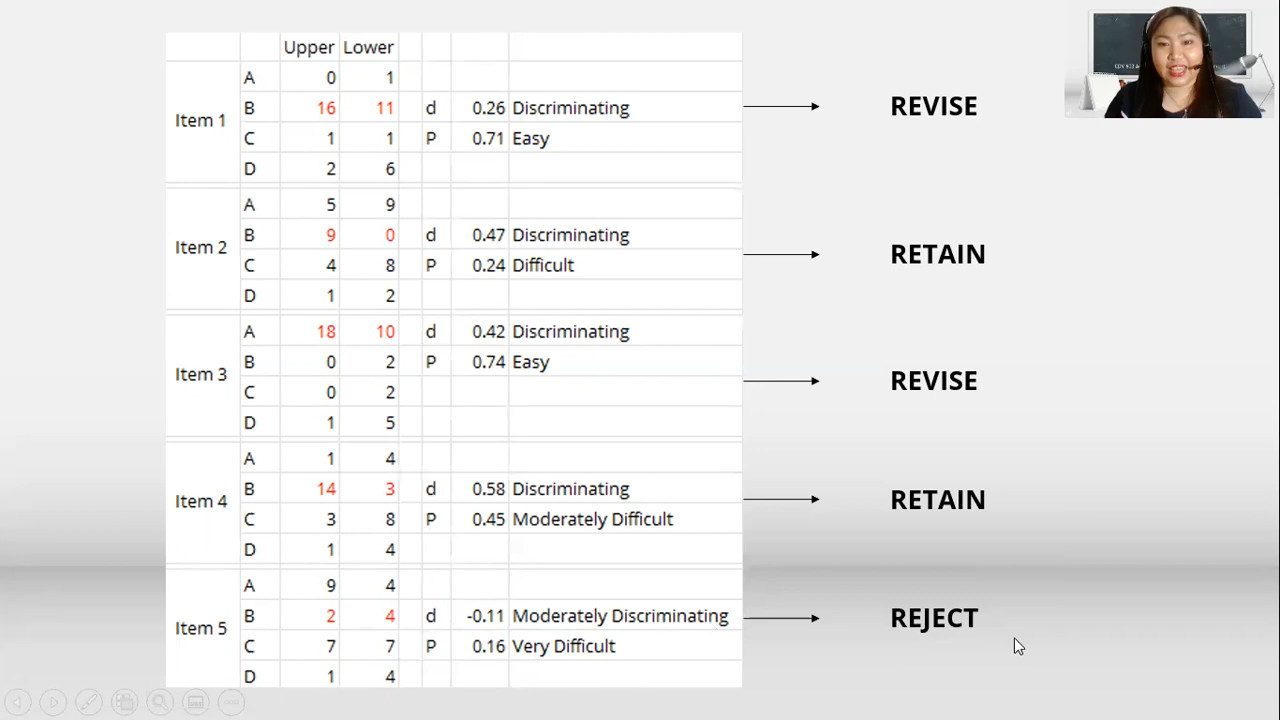 Upper Lower
A 0 1
Item 1
B 16 11 d 0.26 Discriminating
REVISE
C 1 1 P 0.71 Easy
D 2 6
A 5 9
Item 2
B 9 0 d 0.47 Discriminating
RETAIN
C 4 8 P 0.24 Difficult
D 1 2
A 18 10 d 0.42 Discriminating
B 0 2 P 0.74 Easy
Item 3
REVISE
C 0 2
D 1 5
A 1 4
Item 4
B 14 3 d 0.58 Discriminating
RETAIN
C 3 8 P 0.45 Moderately Difficult
D 1 4
A 9 4
Item 5
B 2 4 d -0.11 Moderately Discriminating
REJECT
C 7 7 P 0.16 Very Difficult
D 1 4